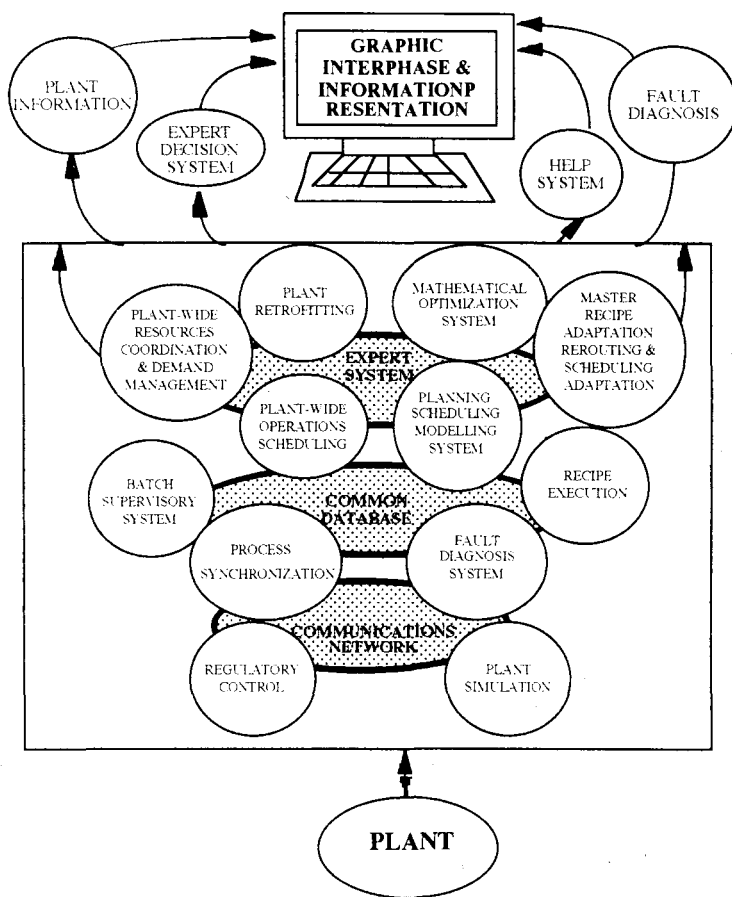 GRAPHIC
INTERPHASE &
INFORMATIONP
RESENTATION
PLANT
INFORMATION
EXPERT
DECISION
SYSTEM
HELP
SYSTEM
FAULT
DIAGNOSIS
PLANT-WIDE
RESOURCES
COORDINATION
& DEMAND
MANAGEMENT
PLANT
RETROFITTING
MATHEMATICAL
OPTIMIZATION
SYSTEM
MASTER
RECIPE
ADAPTATION
REROUTING &
SCHEDULING
ADAPTATION
EXPERT
SYSTEM
PLANT-WIDE
OPERATIONS
SCHEDULING
PLANNING
SCHEDULING
MODELLING
SYSTEM
BATCH
SUPERVISORY
SYSTEM
COMMON
DATABASE
RECIPE
EXECUTION
PROCESS
SYNCHRONIZATION
FAULT
DIAGNOSIS
SYSTEM
COMMUNICATIONS
NETWORK
REGULATORY
CONTROL
PLANT
SIMULATION
PLANT